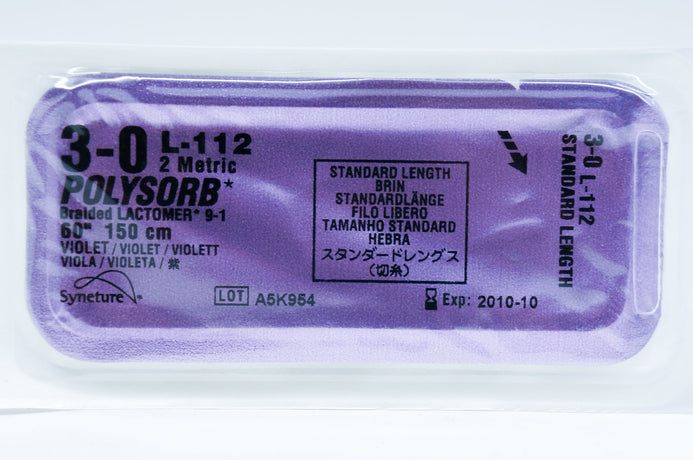 3-0 L-112
2 Metric
POLYSORB*
Braided LACTOMER* 9-1
60" 150 cm
VIOLET / VIOLET / VIOLETT
VIOLA / VIOLETA / 紫
Syneture
LOT A5K954
STANDARD LENGTH
BRIN
STANDARDLÄNGE
FILO LIBERO
TAMANHO STANDARD
HEBRA
スタンダードレングス
(切糸)
Exp: 2010-10
3-0 L-112
STANDARD LENGTH